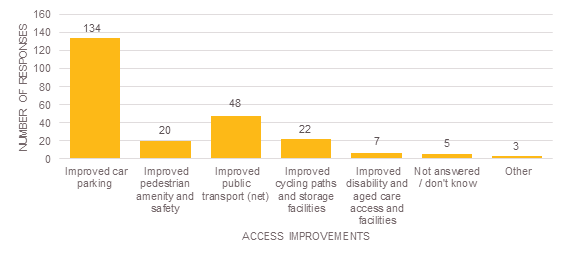 NUMBER OF RESPONSES
160
140
120
100
80
60
40
20
0
134
20
48
22
7
5
3
Improved car
parking
Improved
pedestrian
amenity and
safety
Improved
public
transport (net)
Improved
cycling paths
and storage
facilities
Improved
disability and
aged care
access and
facilities
Not answered
/ don't know
Other
ACCESS IMPROVEMENTS